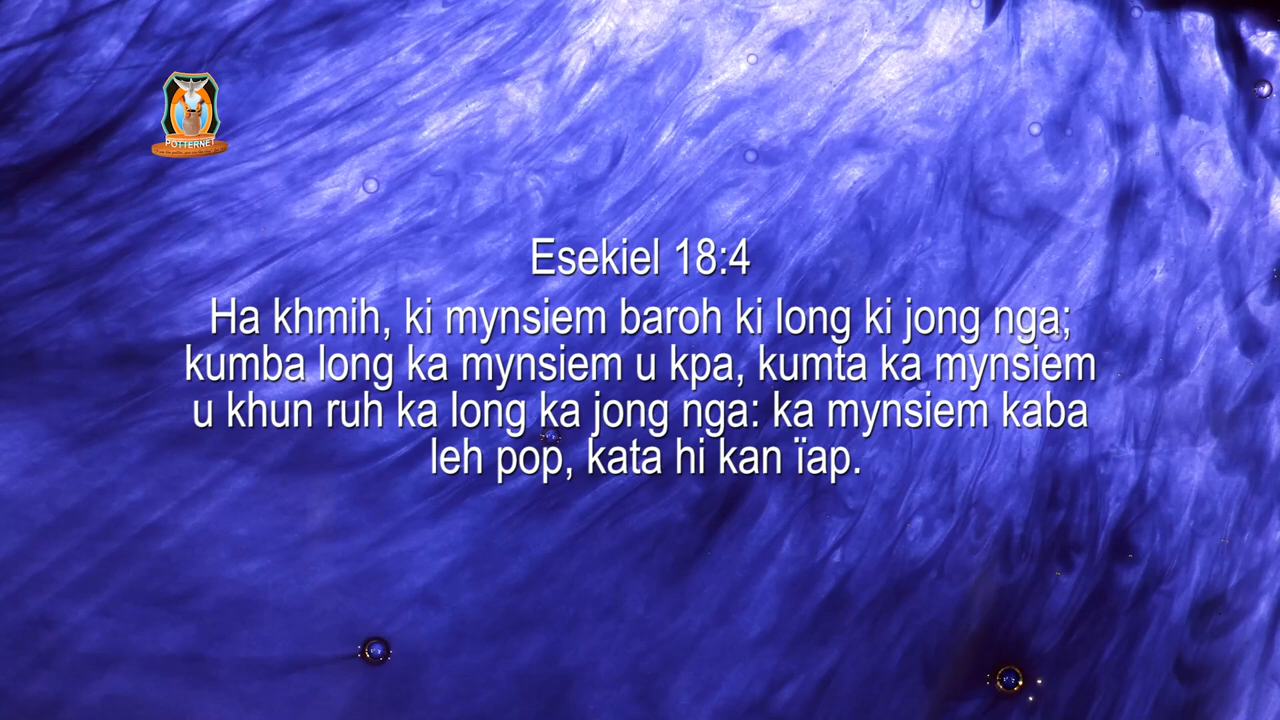 POTTERNET
Esekiel 18:4
Ha khmih, ki mynsiem baroh ki long ki jong nga;
kumba long ka mynsiem u kpa, kumta ka mynsiem
u khun ruh ka long ka jong nga: ka mynsiem kaba
leh pop, kata hi kan ïap.